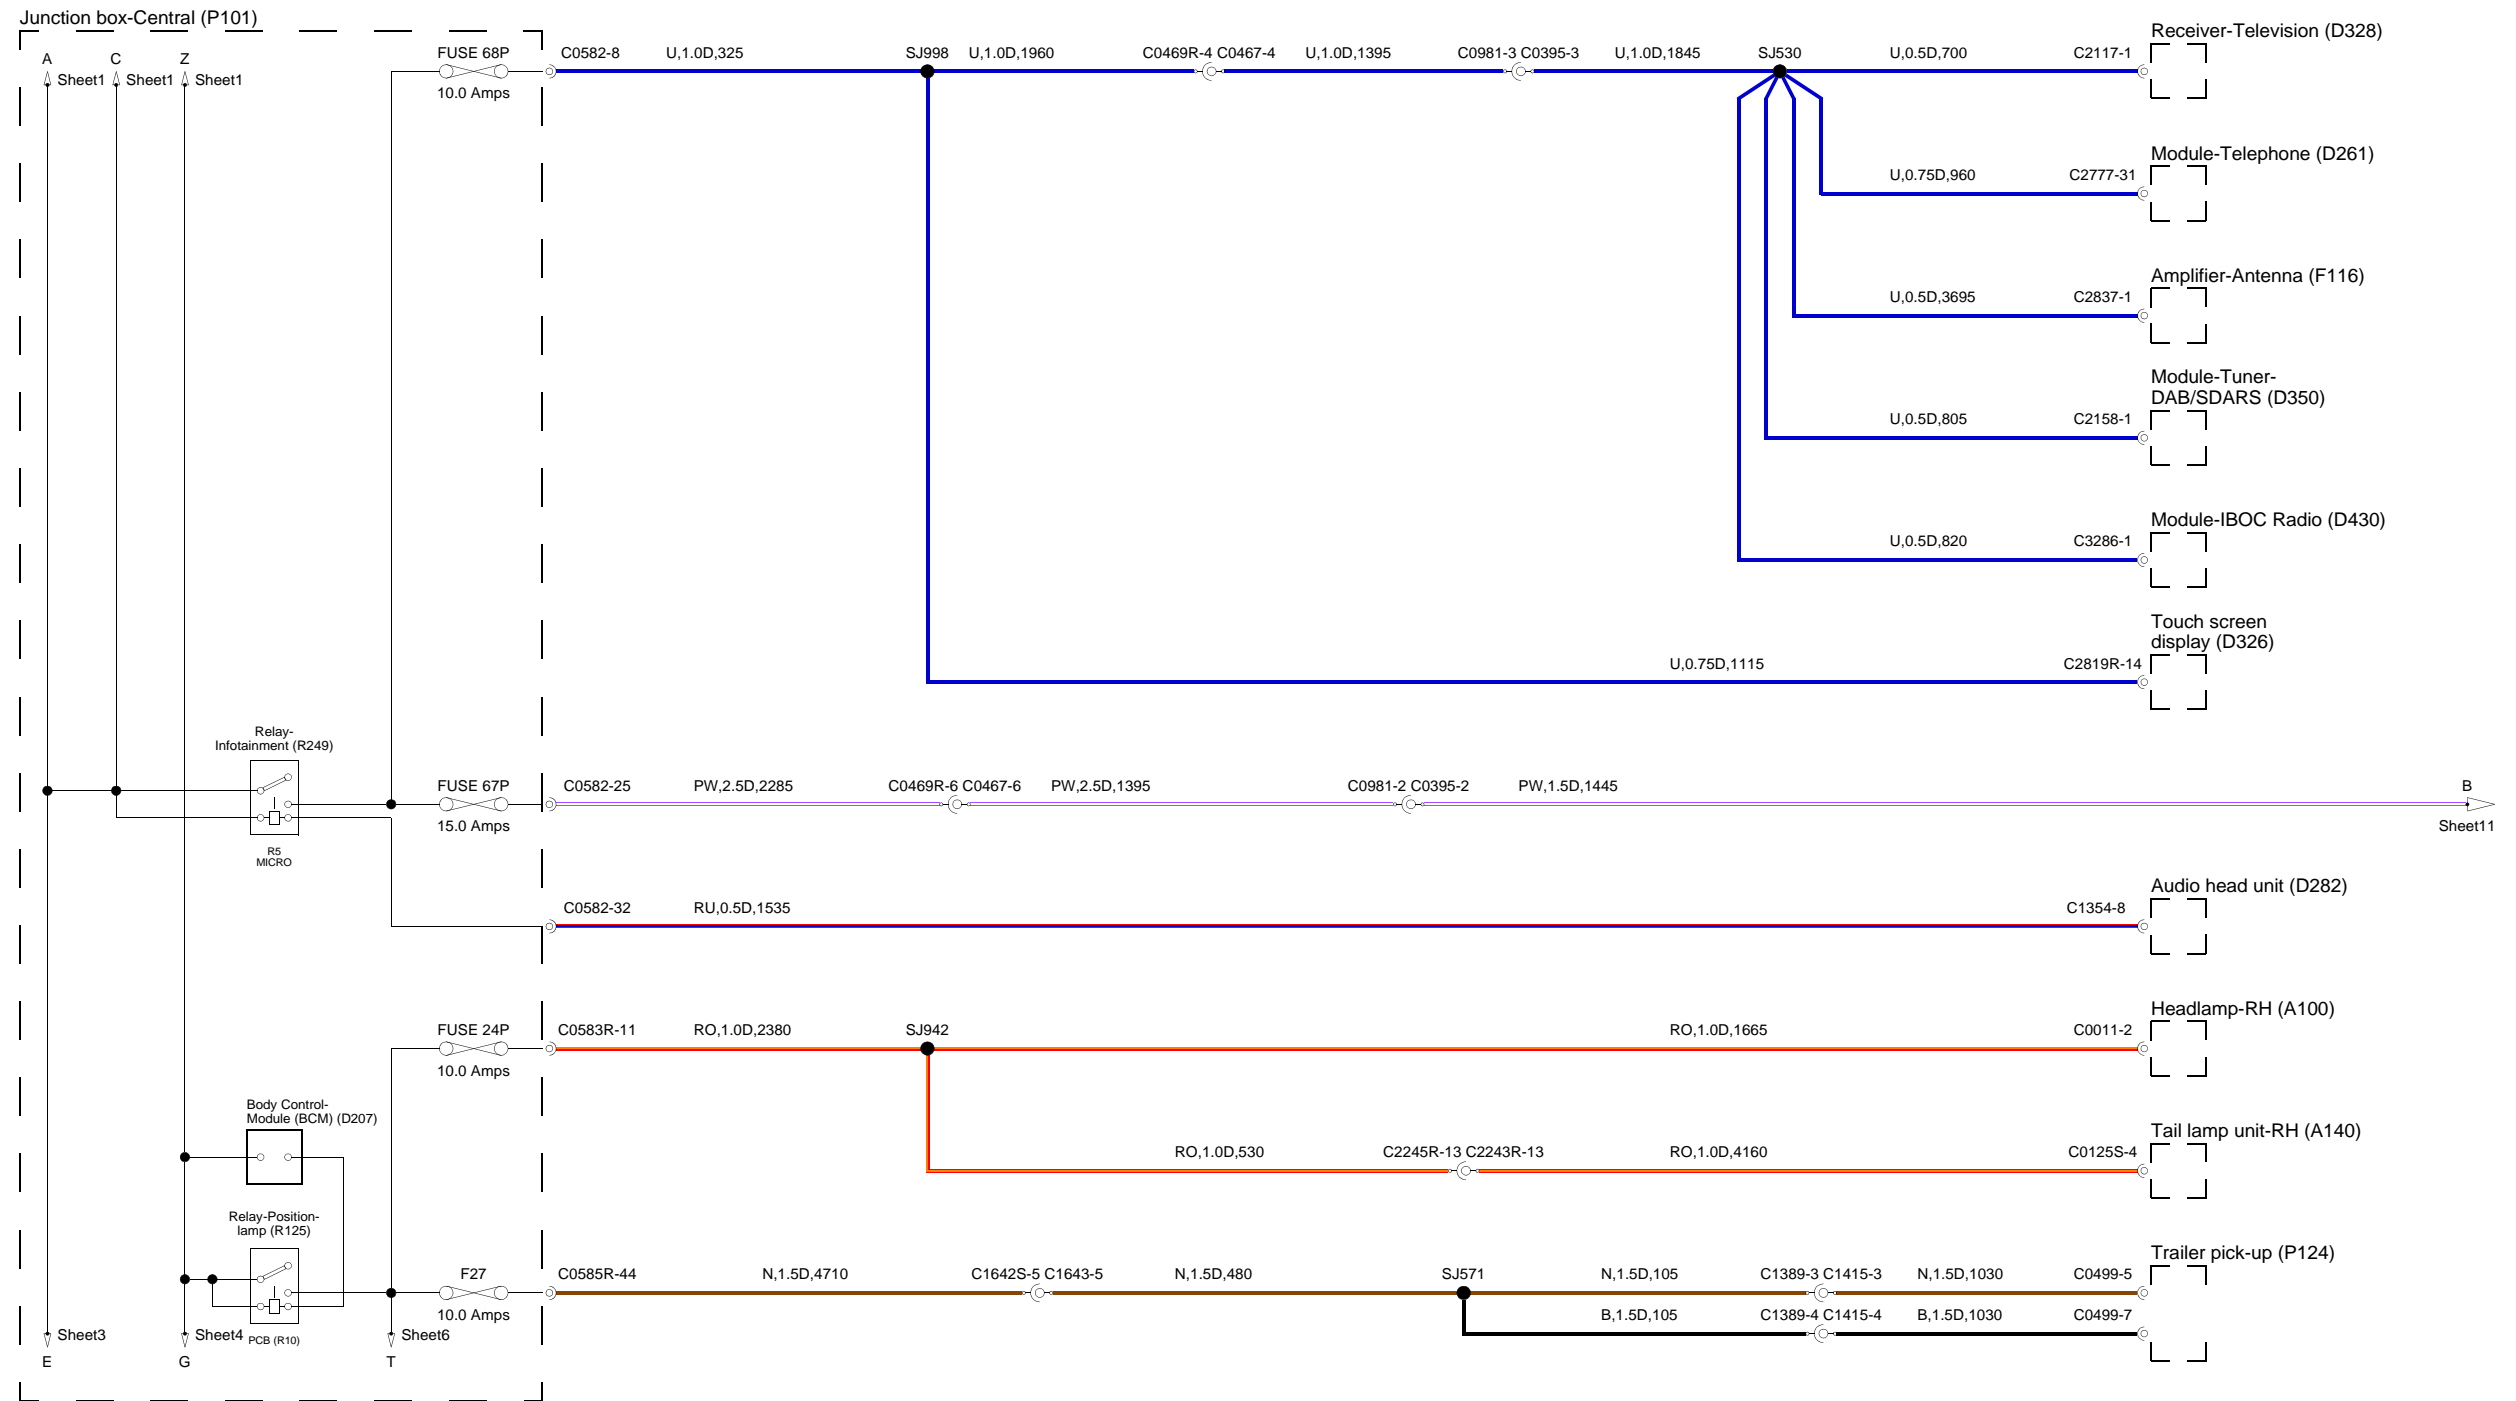 Junction box-Central (P101)
A
C
Z
Sheet1
Sheet1
Sheet1
FUSE 68P
10.0 Amps
C0582-8
U,1.0D,325
SJ998
U,1.0D,1960
C0469R-4 C0467-4
U,1.0D,1395
C0981-3 C0395-3
U,1.0D,1845
SJ530
U,0.5D,700
C2117-1
Receiver-Television (D328)
U,0.75D,960
C2777-31
Module-Telephone (D261)
U,0.5D,3695
C2837-1
Amplifier-Antenna (F116)
U,0.5D,805
C2158-1
Module-Tuner-
DAB/SDARS (D350)
U,0.5D,820
C3286-1
Module-IBOC Radio (D430)
U,0.75D,1115
C2819R-14
Touch screen
display (D326)
Relay-
Infotainment (R249)
R5
MICRO
FUSE 67P
15.0 Amps
C0582-25
PW,2.5D,2285
C0469R-6 C0467-6
PW,2.5D,1395
C0981-2 C0395-2
PW,1.5D,1445
B
Sheet11
C0582-32
RU,0.5D,1535
C1354-8
Audio head unit (D282)
FUSE 24P
10.0 Amps
C0583R-11
RO,1.0D,2380
SJ942
RO,1.0D,1665
C0011-2
Headlamp-RH (A100)
Body Control-
Module (BCM) (D207)
RO,1.0D,530
C2245R-13 C2243R-13
RO,1.0D,4160
C0125S-4
Tail lamp unit-RH (A140)
Relay-Position-
lamp (R125)
PCB (R10)
F27
10.0 Amps
C0585R-44
N,1.5D,4710
C1642S-5 C1643-5
N,1.5D,480
SJ571
N,1.5D,105
C1389-3 C1415-3
N,1.5D,1030
C0499-5
Trailer pick-up (P124)
B,1.5D,105
C1389-4 C1415-4
B,1.5D,1030
C0499-7
Sheet3
Sheet4
Sheet6
E
G
T